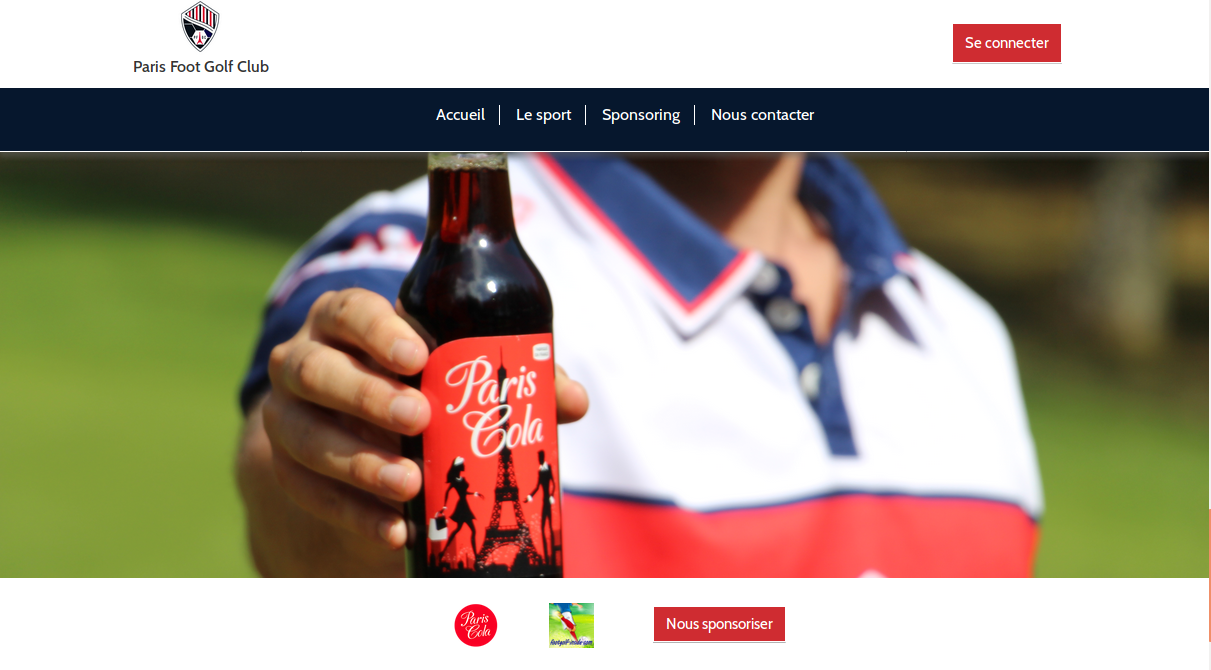 Paris Foot Golf Club
Se connecter
Accueil
Le sport
Sponsoring
Nous contacter
Paris
Cola
Paris
Cola
Nous sponsoriser